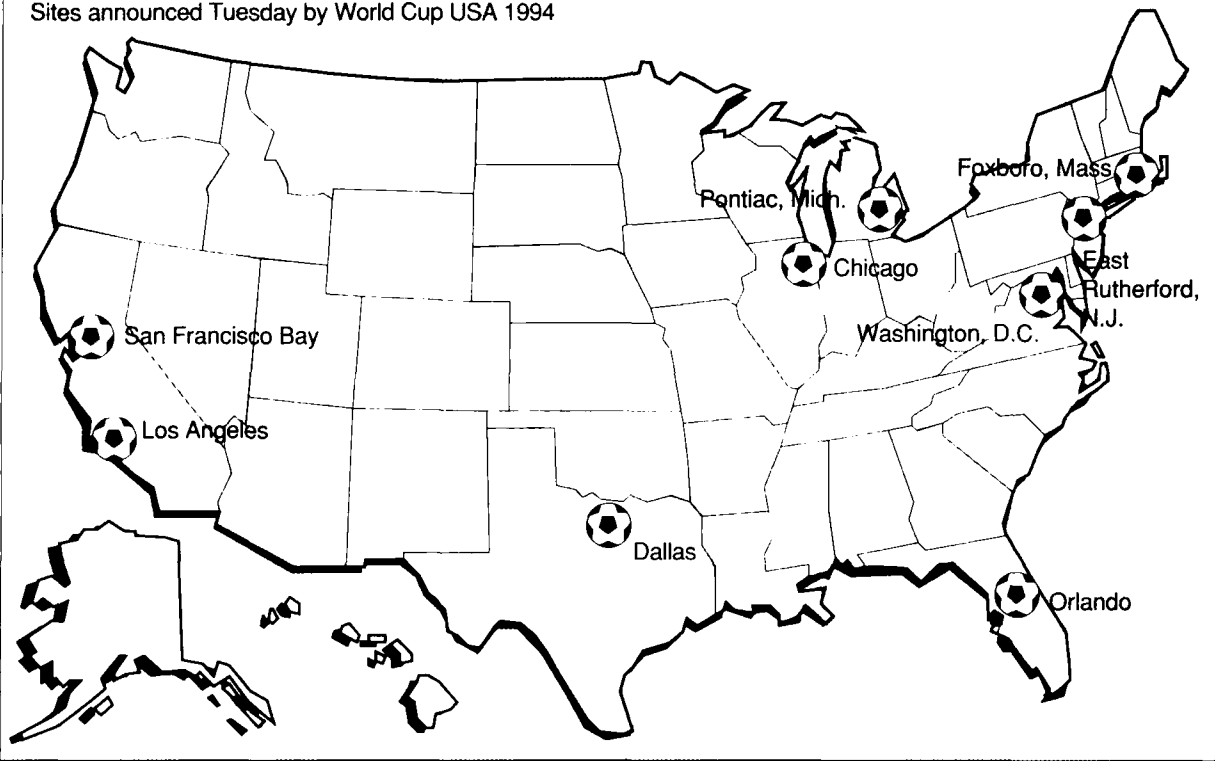 Sites announced Tuesday by World Cup USA 1994
Foxboro, Mass
Pontiac, Mich.
Chicago
East
Rutherford,
N.J.
Washington, D.C.
San Francisco Bay
Los Angeles
Dallas
Orlando